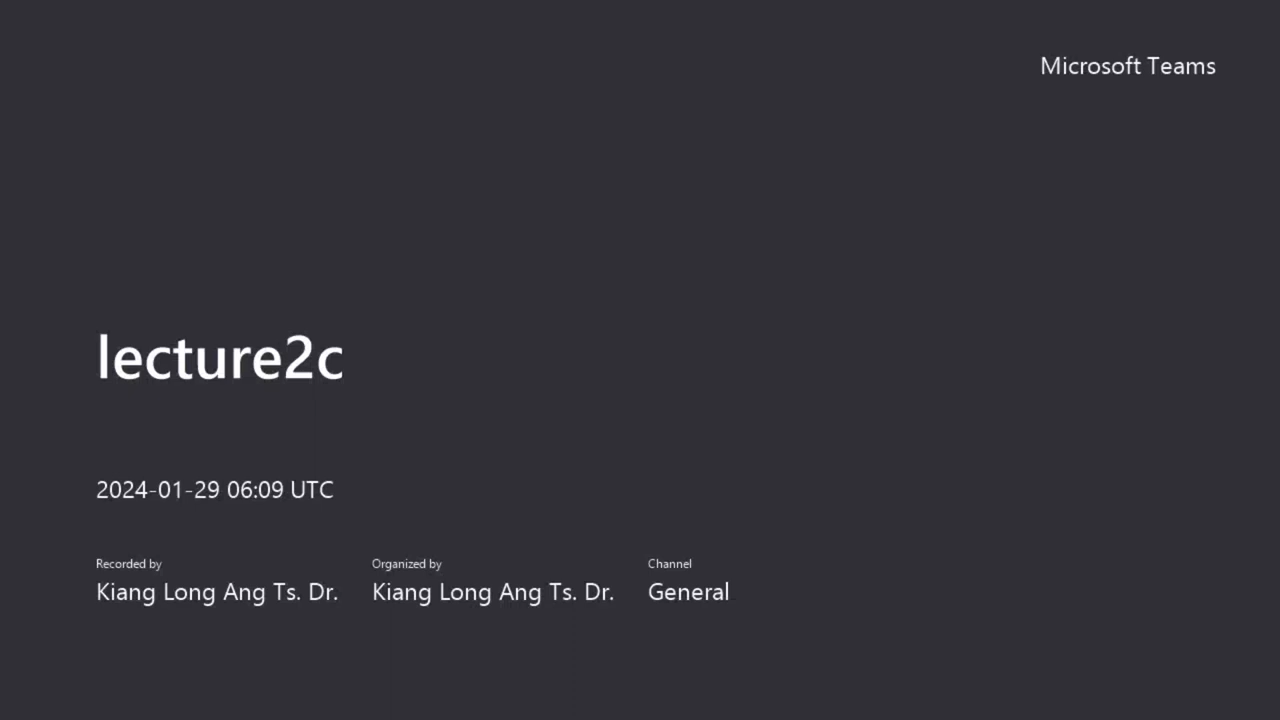 Microsoft Teams
lecture2c
2024-01-29 06:09 UTC
Recorded by Organized by Channel
Kiang Long Ang Ts. Dr. Kiang Long Ang Ts. Dr. General